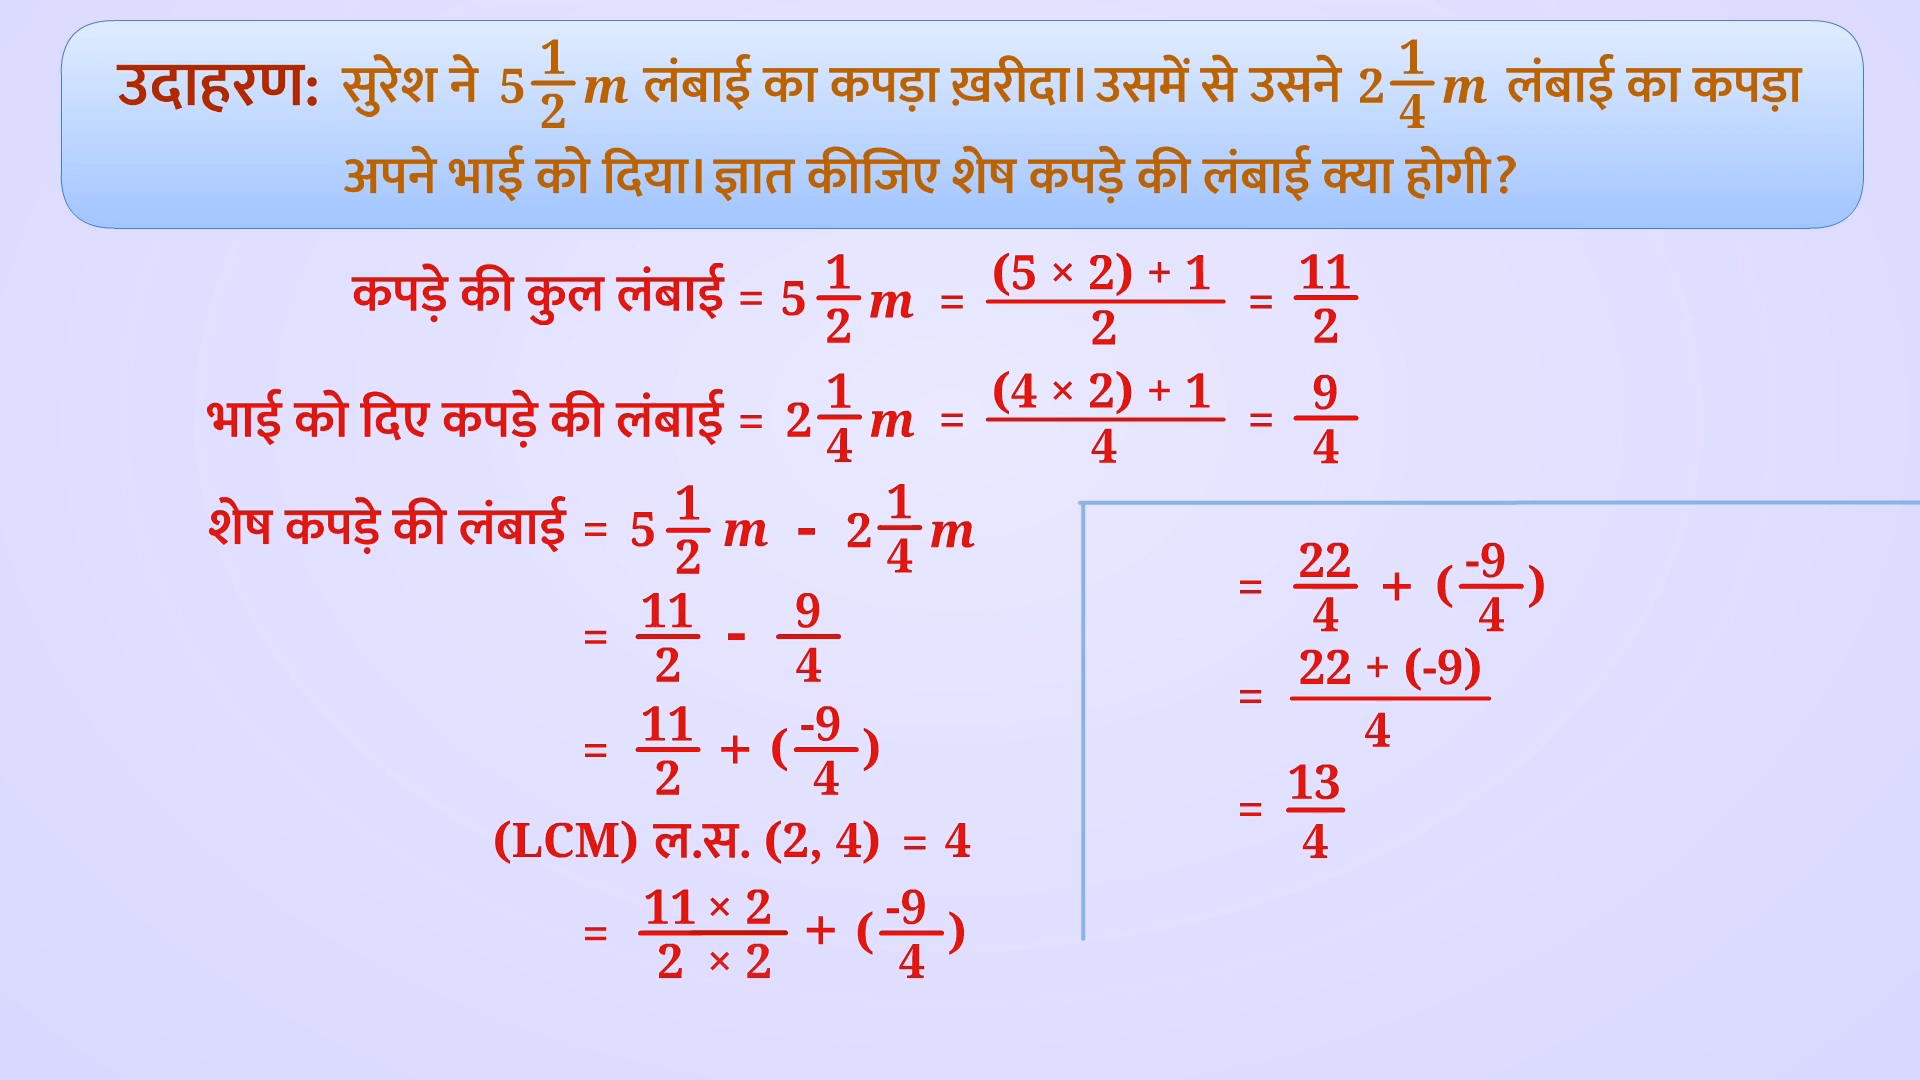 उदाहरण: सुरेश ने 5 1/2 m लंबाई का कपड़ा ख़रीदा। उसमें से उसने 2 1/4 m लंबाई का कपड़ा
अपने भाई को दिया। ज्ञात कीजिए शेष कपड़े की लंबाई क्या होगी?
कपड़े की कुल लंबाई = 5 1/2 m = (5 × 2) + 1 / 2 = 11/2
भाई को दिए कपड़े की लंबाई = 2 1/4 m = (4 × 2) + 1 / 4 = 9/4
शेष कपड़े की लंबाई = 5 1/2 m - 2 1/4 m
= 11/2 - 9/4
= 11/2 + (-9/4)
(LCM) ल.स. (2, 4) = 4
= 11 × 2 / 2 × 2 + (-9/4)
= 22/4 + (-9/4)
= 22 + (-9) / 4
= 13/4